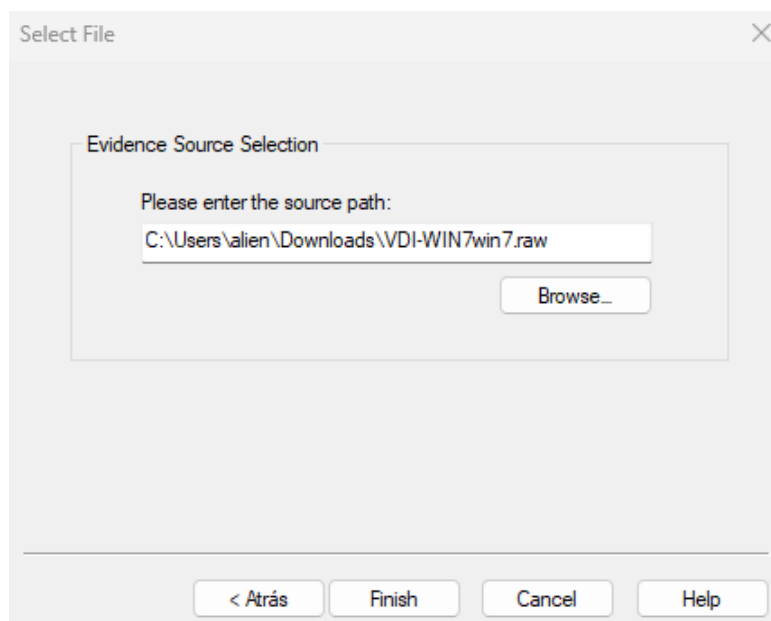 Select File
Evidence Source Selection
Please enter the source path:
C:\Users\alien\Downloads\VDI-WIN7win7.raw
Browse...
< Atrás Finish Cancel Help